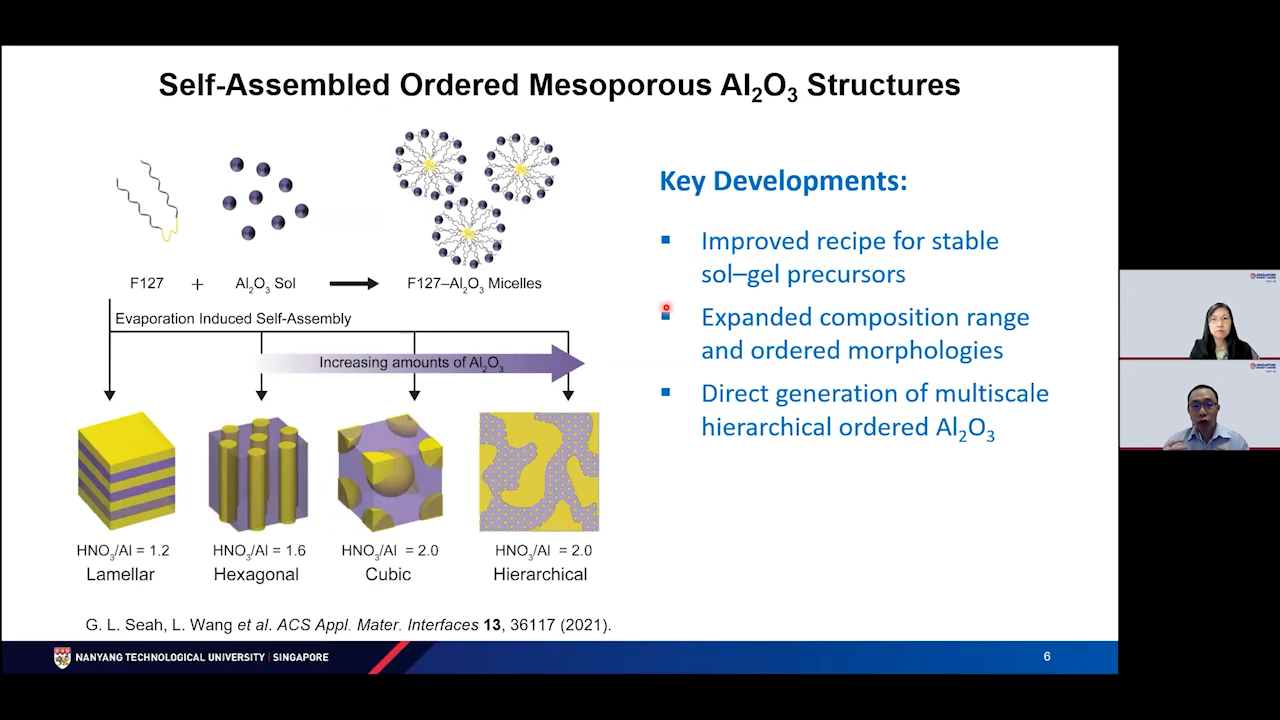 Self-Assembled Ordered Mesoporous Al₂O₃ Structures
F127
+
Al₂O₃ Sol
F127–Al₂O₃ Micelles
Evaporation Induced Self-Assembly
Increasing amounts of Al₂O₃
HNO₃/Al = 1.2
Lamellar
HNO₃/Al = 1.6
Hexagonal
HNO₃/Al = 2.0
Cubic
HNO₃/Al = 2.0
Hierarchical
G. L. Seah, L. Wang et al. ACS Appl. Mater. Interfaces 13, 36117 (2021).
Key Developments:
▪ Improved recipe for stable
sol–gel precursors
▪ Expanded composition range
and ordered morphologies
▪ Direct generation of multiscale
hierarchical ordered Al₂O₃
NANYANG TECHNOLOGICAL UNIVERSITY | SINGAPORE
6